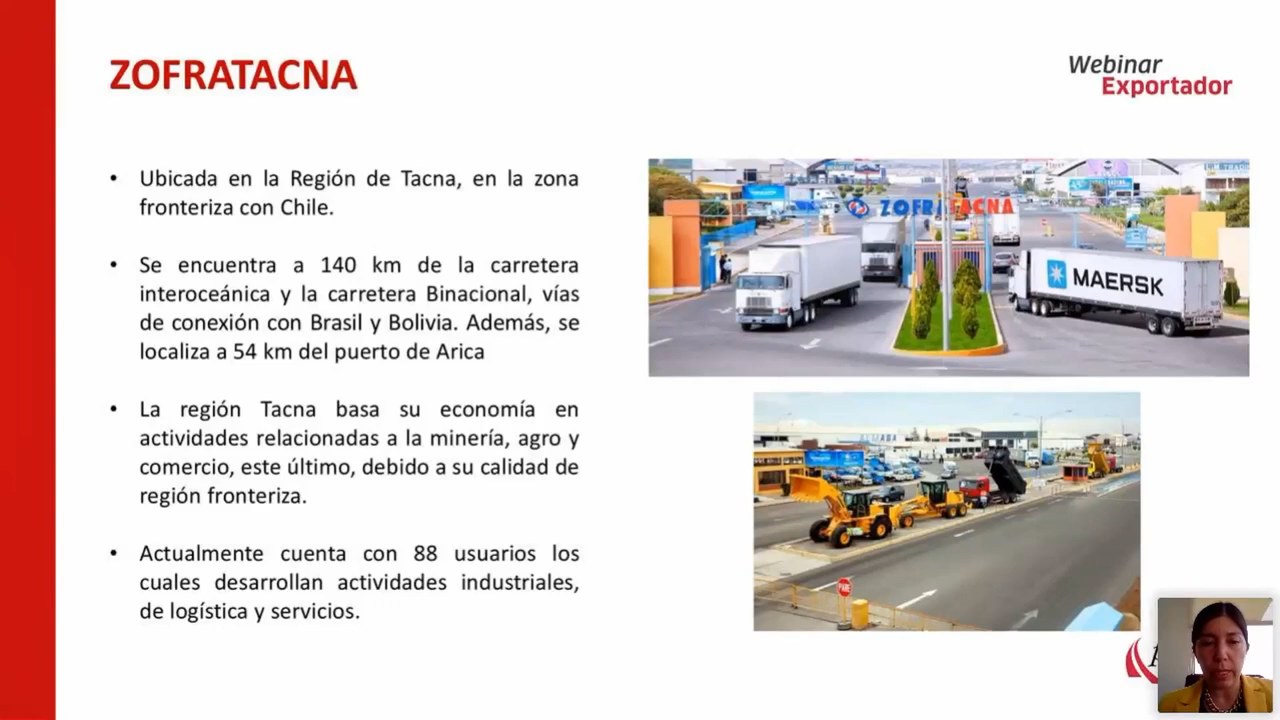 ZOFRATACNA
Webinar
Exportador
• Ubicada en la Región de Tacna, en la zona
fronteriza con Chile.
• Se encuentra a 140 km de la carretera
interoceánica y la carretera Binacional, vías
de conexión con Brasil y Bolivia. Además, se
localiza a 54 km del puerto de Arica
• La región Tacna basa su economía en
actividades relacionadas a la minería, agro y
comercio, este último, debido a su calidad de
región fronteriza.
• Actualmente cuenta con 88 usuarios los
cuales desarrollan actividades industriales,
de logística y servicios.
ZOFRATACNA
MAERSK
PARE